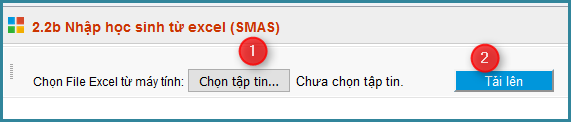 2.2b Nhập học sinh từ excel (SMAS)
1 2
Chọn File Excel từ máy tính: Chọn tập tin... Chưa chọn tập tin. Tải lên